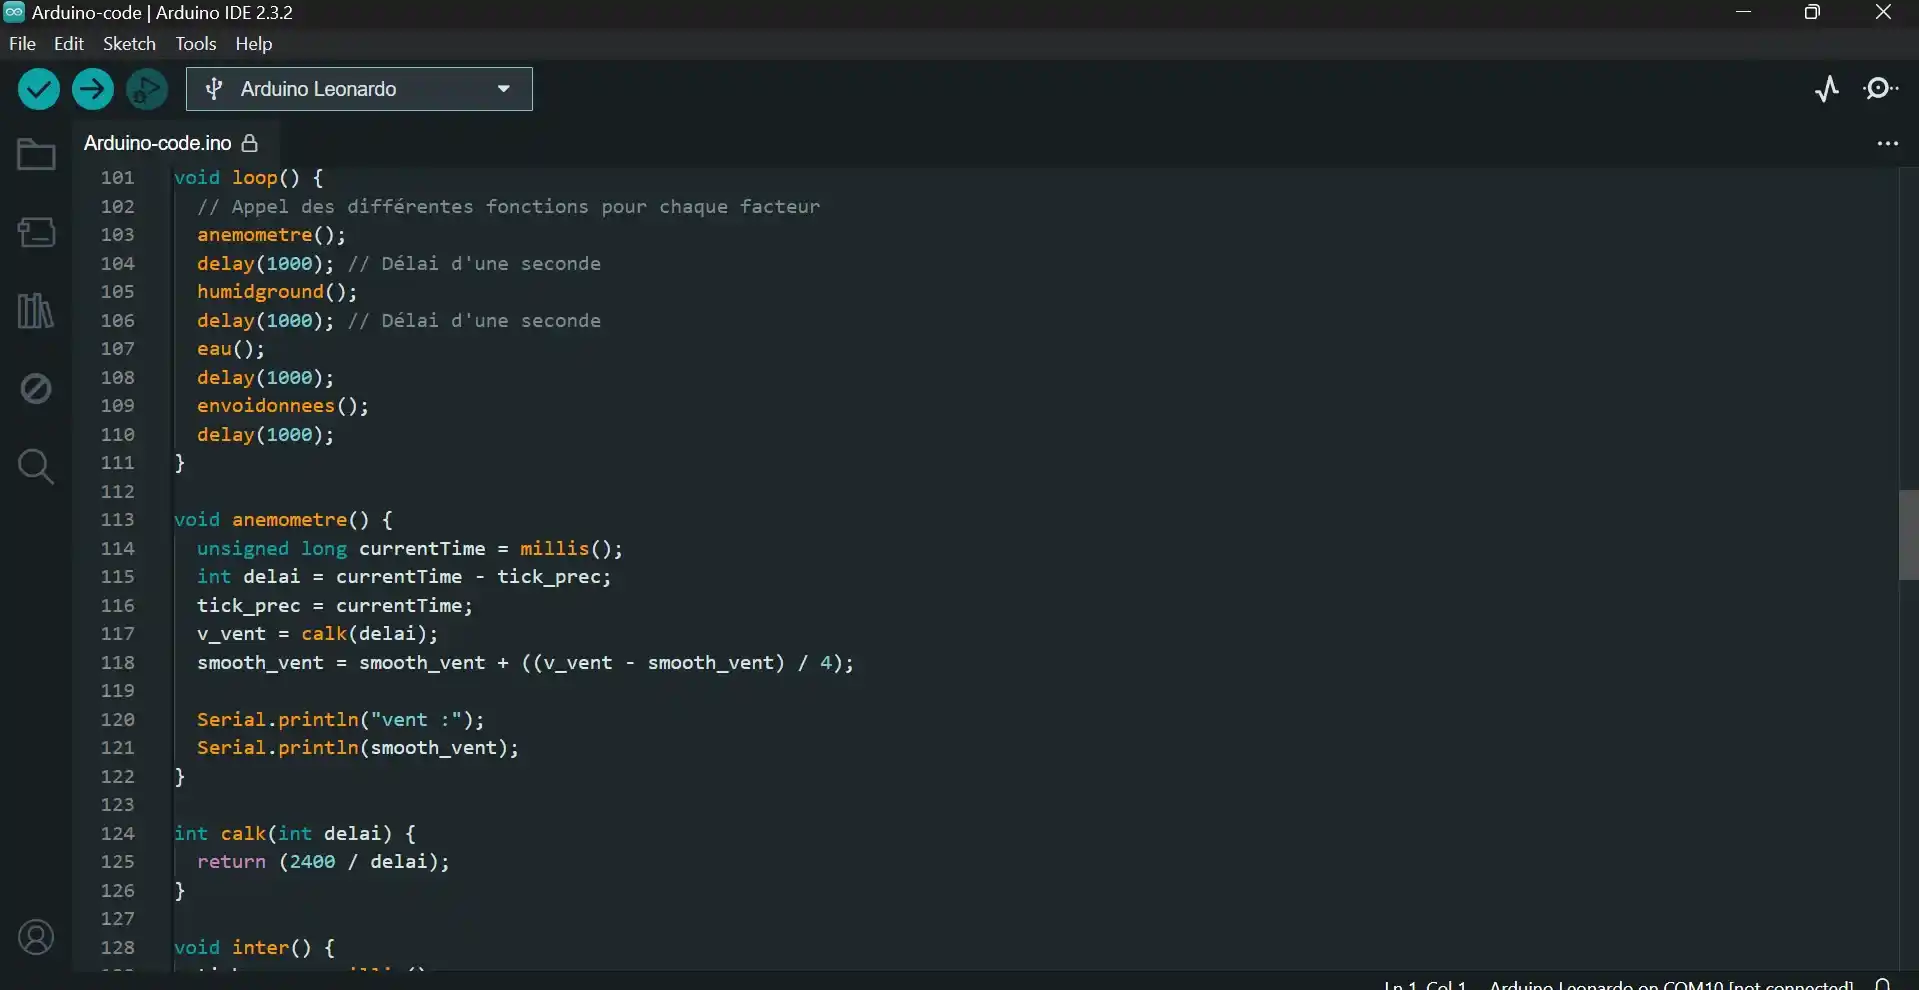 Arduino-code | Arduino IDE 2.3.2
File Edit Sketch Tools Help
Arduino Leonardo
Arduino-code.ino
101 void loop() {
102 // Appel des différentes fonctions pour chaque facteur
103 anemometre();
104 delay(1000); // Délai d'une seconde
105 humidground();
106 delay(1000); // Délai d'une seconde
107 eau();
108 delay(1000);
109 envoidonnees();
110 delay(1000);
111 }
112
113 void anemometre() {
114 unsigned long currentTime = millis();
115 int delai = currentTime - tick_prec;
116 tick_prec = currentTime;
117 v_vent = calk(delai);
118 smooth_vent = smooth_vent + ((v_vent - smooth_vent) / 4);
119
120 Serial.println("vent :");
121 Serial.println(smooth_vent);
122 }
123
124 int calk(int delai) {
125 return (2400 / delai);
126 }
127
128 void inter() {
Ln 1, Col 1 Arduino Leonardo on COM10 [not connected]